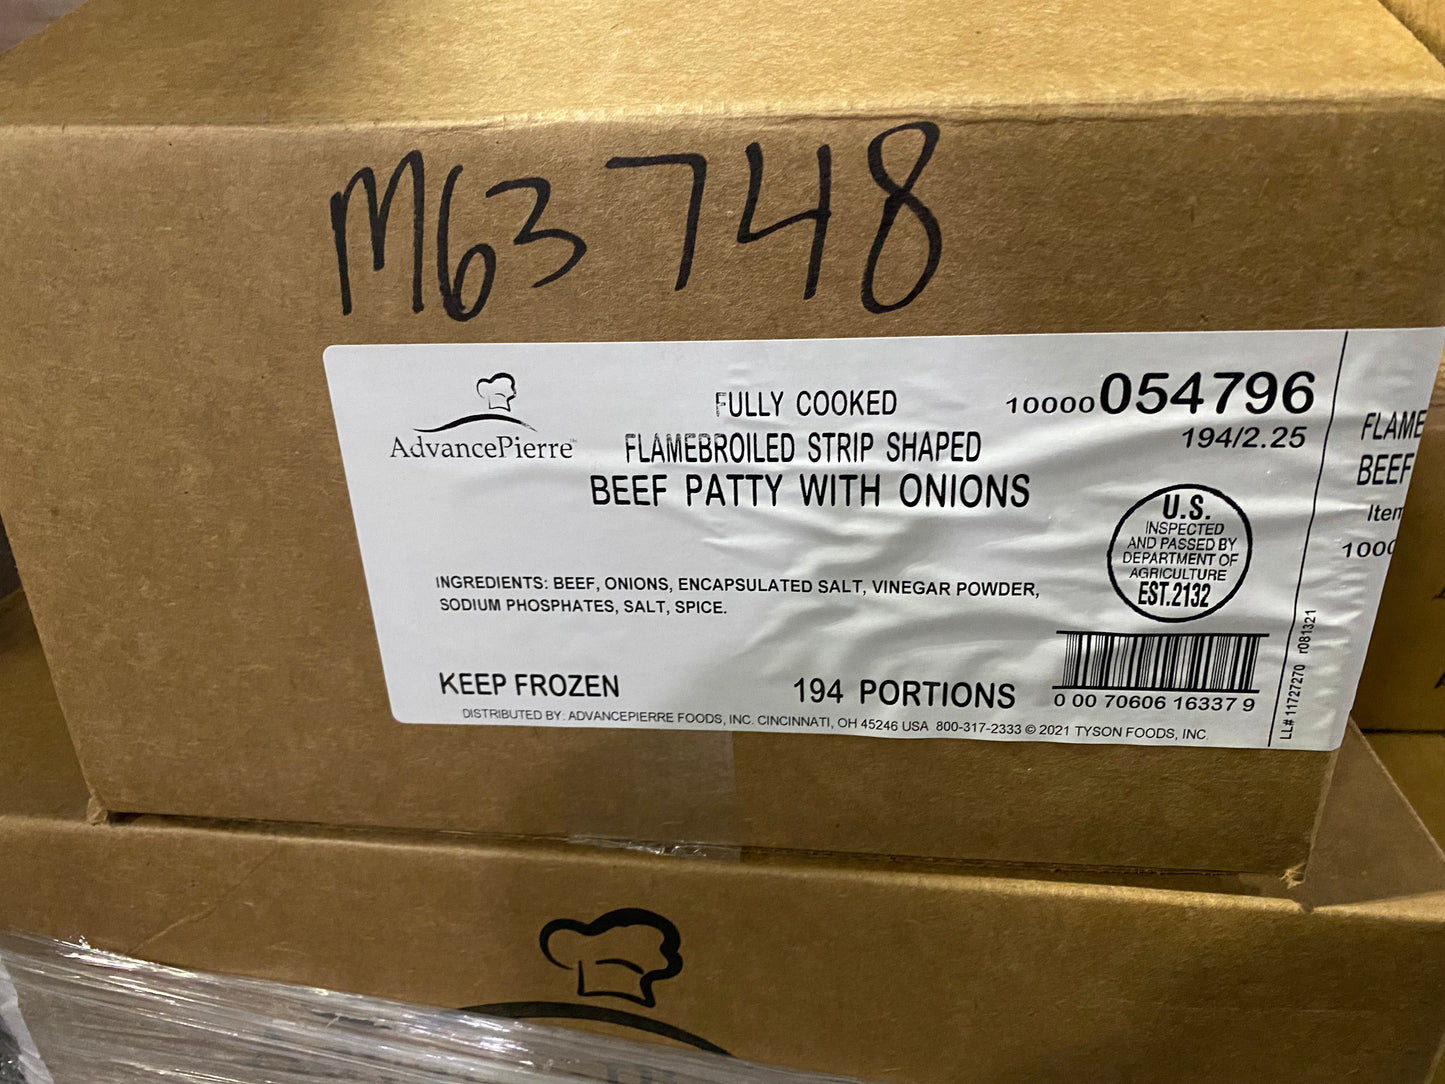 M63748
AdvancePierre™
FULLY COOKED
FLAMEBROILED STRIP SHAPED
BEEF PATTY WITH ONIONS
10000054796
194/2.25
U.S.
INSPECTED
AND PASSED BY
DEPARTMENT OF
AGRICULTURE
EST.2132
INGREDIENTS: BEEF, ONIONS, ENCAPSULATED SALT, VINEGAR POWDER,
SODIUM PHOSPHATES, SALT, SPICE.
KEEP FROZEN
194 PORTIONS
0 00 70606 16337 9
DISTRIBUTED BY: ADVANCEPIERRE FOODS, INC. CINCINNATI, OH 45246 USA 800-317-2333 © 2021 TYSON FOODS, INC.
LL# 11727270 r081321
FLAME
BEEF
Item
1000